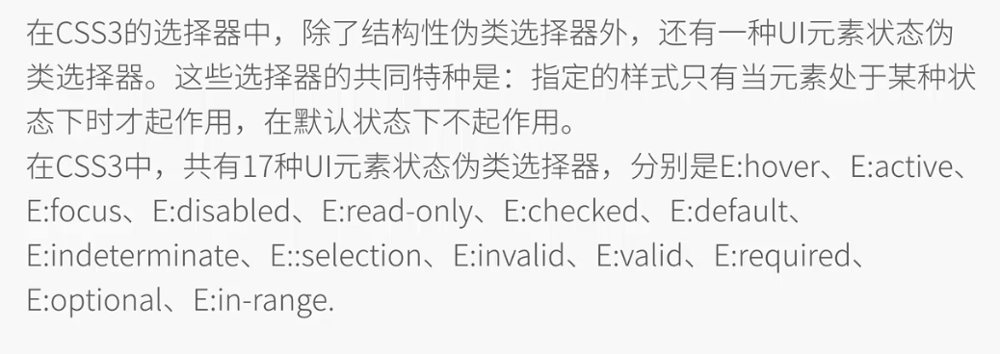 在CSS3的选择器中，除了结构性伪类选择器外，还有一种UI元素状态伪
类选择器。这些选择器的共同特种是：指定的样式只有当元素处于某种状
态下时才起作用，在默认状态下不起作用。
在CSS3中，共有17种UI元素状态伪类选择器，分别是E:hover、E:active、
E:focus、E:disabled、E:read-only、E:checked、E:default、
E:indeterminate、E::selection、E:invalid、E:valid、E:required、
E:optional、E:in-range.